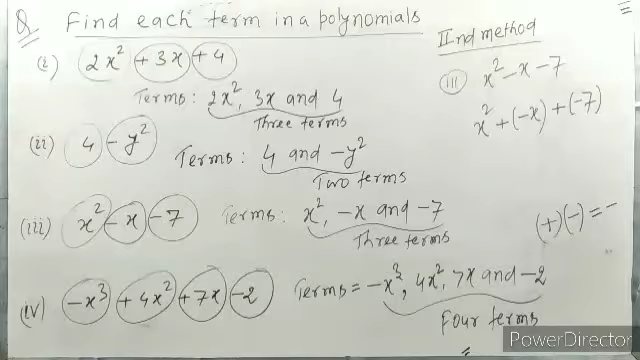 Q. Find each term in a polynomials
(i) 2x² + 3x + 4
Terms: 2x², 3x and 4
Three terms
(ii) 4 - y²
Terms: 4 and -y²
Two terms
(iii) x² - x - 7
Terms: x², -x and -7
Three terms
(iv) -x³ + 4x² + 7x - 2
Terms = -x³, 4x², 7x and -2
Four terms
IInd method
(iii) x² - x - 7
x² + (-x) + (-7)
(+)(-) = -
PowerDirector